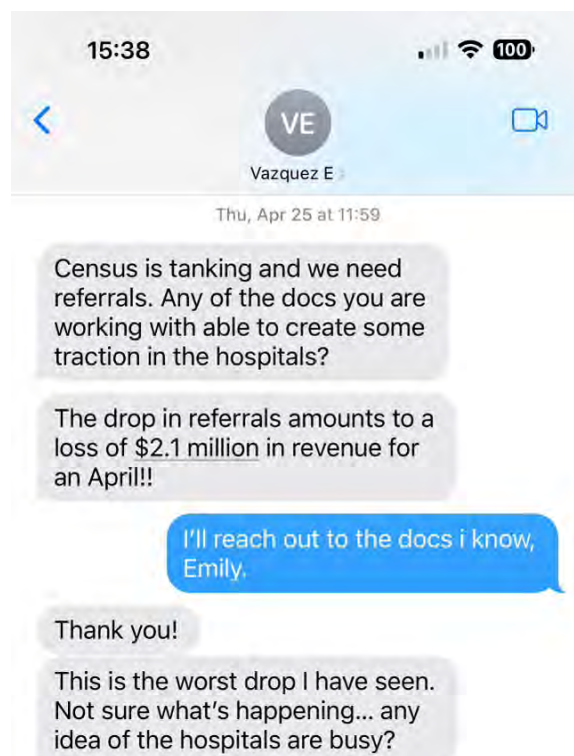 15:38
100
VE
Vazquez E
Thu, Apr 25 at 11:59
Census is tanking and we need
referrals. Any of the docs you are
working with able to create some
traction in the hospitals?
The drop in referrals amounts to a
loss of $2.1 million in revenue for
an April!!
I'll reach out to the docs i know,
Emily.
Thank you!
This is the worst drop I have seen.
Not sure what's happening... any
idea of the hospitals are busy?